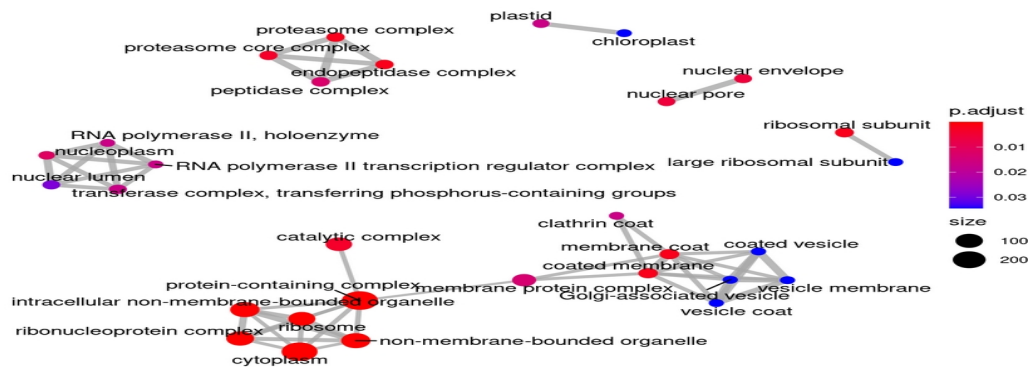 plastid
chloroplast
proteasome complex
proteasome core complex
endopeptidase complex
peptidase complex
nuclear envelope
nuclear pore
p.adjust
0.01
0.02
0.03
ribosomal subunit
large ribosomal subunit
RNA polymerase II, holoenzyme
nucleoplasm
RNA polymerase II transcription regulator complex
nuclear lumen
transferase complex, transferring phosphorus-containing groups
size
100
200
clathrin coat
catalytic complex
membrane coat
coated vesicle
coated membrane
protein-containing complex
membrane protein complex
vesicle membrane
intracellular non-membrane-bounded organelle
Golgi-associated vesicle
vesicle coat
ribonucleoprotein complex
ribosome
non-membrane-bounded organelle
cytoplasm